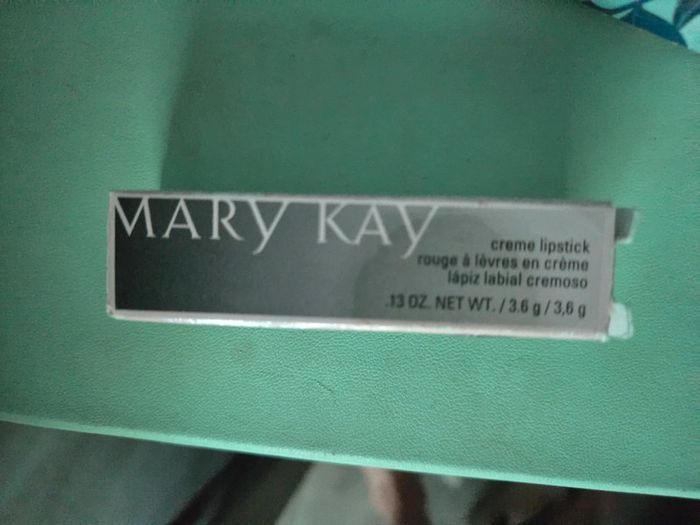 MARY KAY
creme lipstick
rouge à lèvres en crème
lápiz labial cremoso
.13 OZ. NET WT. / 3.6 g / 3,6 g